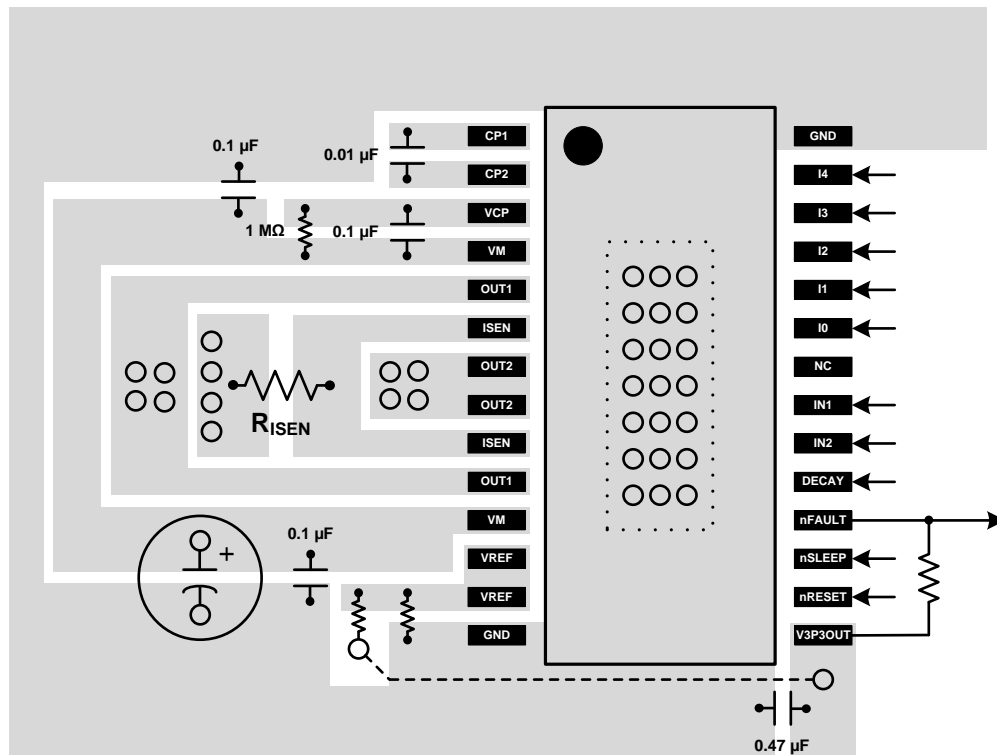 CP1
GND
0.1 µF
0.01 µF
CP2
I4
VCP
I3
1 MΩ
0.1 µF
VM
I2
OUT1
I1
ISEN
I0
OUT2
NC
RISEN
OUT2
IN1
ISEN
IN2
OUT1
DECAY
VM
nFAULT
0.1 µF
+
VREF
nSLEEP
VREF
nRESET
GND
V3P3OUT
0.47 µF